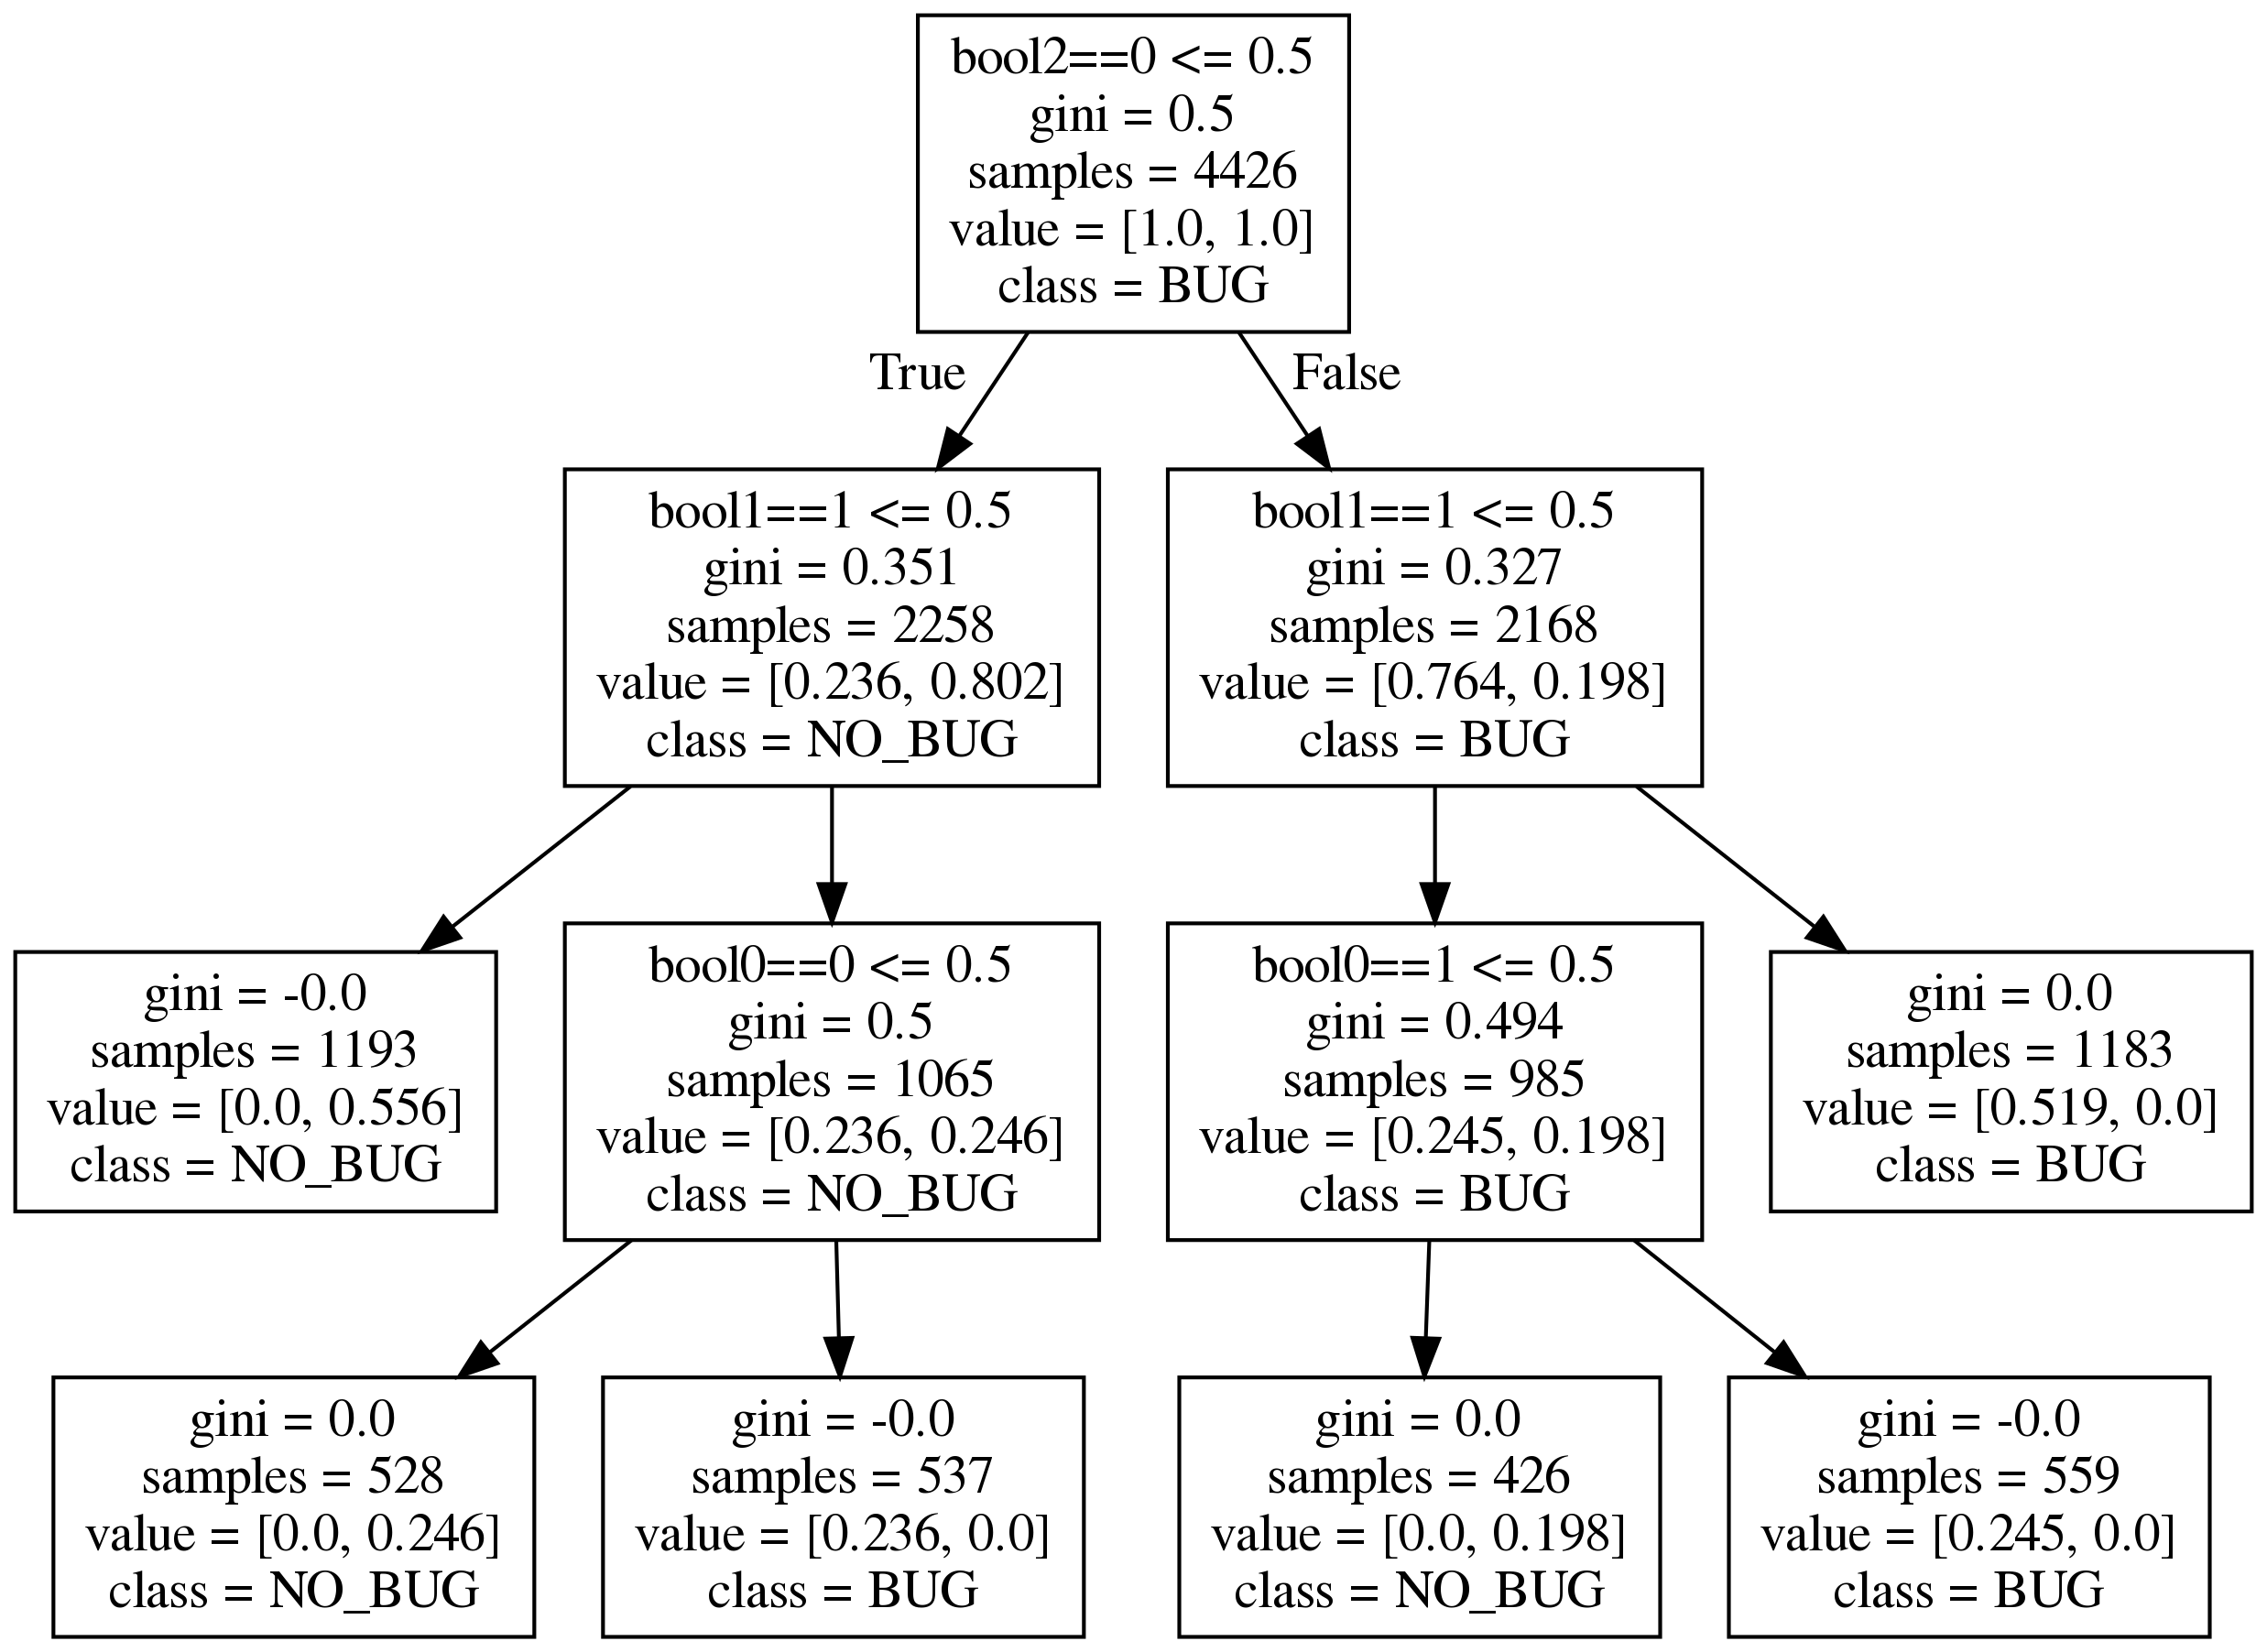 bool2==0 <= 0.5
gini = 0.5
samples = 4426
value = [1.0, 1.0]
class = BUG
True
False
bool1==1 <= 0.5
gini = 0.351
samples = 2258
value = [0.236, 0.802]
class = NO_BUG
bool1==1 <= 0.5
gini = 0.327
samples = 2168
value = [0.764, 0.198]
class = BUG
gini = -0.0
samples = 1193
value = [0.0, 0.556]
class = NO_BUG
bool0==0 <= 0.5
gini = 0.5
samples = 1065
value = [0.236, 0.246]
class = NO_BUG
bool0==1 <= 0.5
gini = 0.494
samples = 985
value = [0.245, 0.198]
class = BUG
gini = 0.0
samples = 1183
value = [0.519, 0.0]
class = BUG
gini = 0.0
samples = 528
value = [0.0, 0.246]
class = NO_BUG
gini = -0.0
samples = 537
value = [0.236, 0.0]
class = BUG
gini = 0.0
samples = 426
value = [0.0, 0.198]
class = NO_BUG
gini = -0.0
samples = 559
value = [0.245, 0.0]
class = BUG